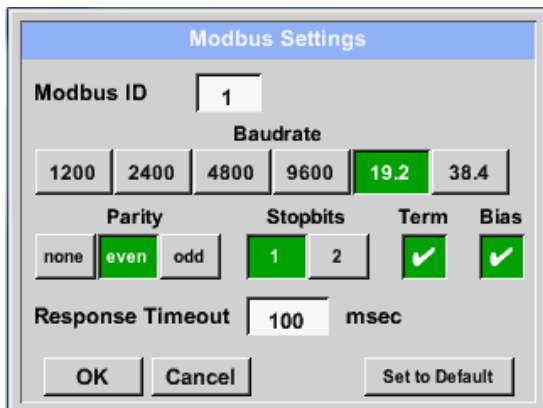 Modbus Settings
Modbus ID 1
Baudrate
1200 2400 4800 9600 19.2 38.4
Parity Stopbits Term Bias
none even odd 1 2 ✔ ✔
Response Timeout 100 msec
OK Cancel Set to Default